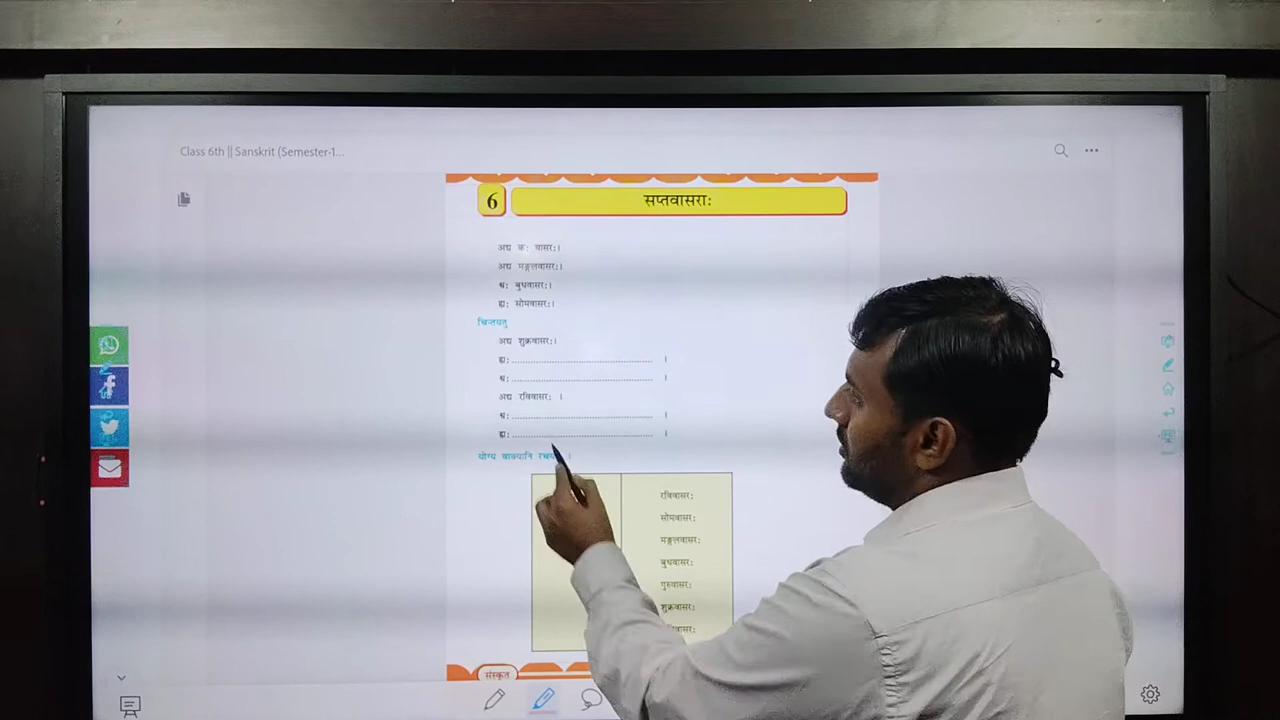 Class 6th || Sanskrit (Semester-1...
6
सप्तवासराः
अद्य कः वासरः।
अद्य मङ्गलवासरः।
श्वः बुधवासरः।
ह्यः सोमवासरः।
चिन्तयतु
अद्य शुक्रवासरः।
ह्यः ........................................ ।
श्वः ........................................ ।
अद्य रविवासरः ।
श्वः ........................................ ।
ह्यः ........................................ ।
योग्य वाक्यानि
रविवासरः
सोमवासरः
मङ्गलवासरः
बुधवासरः
गुरुवासरः
शुक्रवासरः
संस्कृत